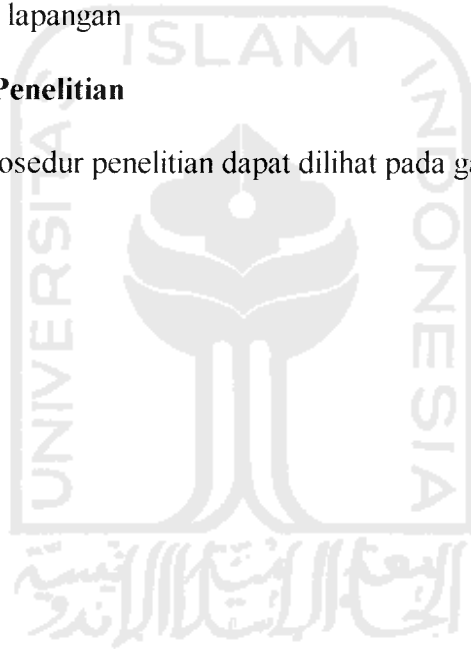 lapangan
ISLAM
Penelitian
osedur penelitian dapat dilihat pada ga
UNIVERSITAS
INDONESIA